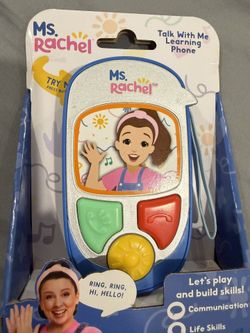 Ms.
Rachel
Talk With Me
Learning
Phone
TRY M
Ms.
Rachel™
RING, RING,
HI, HELLO!
Let's play
and build skills!
Communication
Life Skills